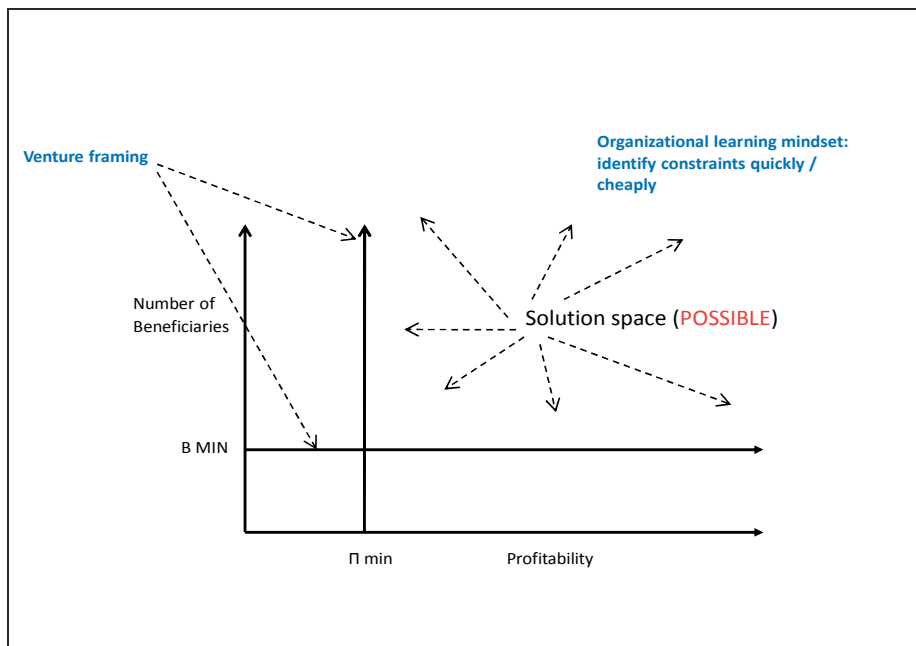 Organizational learning mindset:
identify constraints quickly /
cheaply
Venture framing
Number of
Beneficiaries
Solution space (POSSIBLE)
B MIN
Π min
Profitability